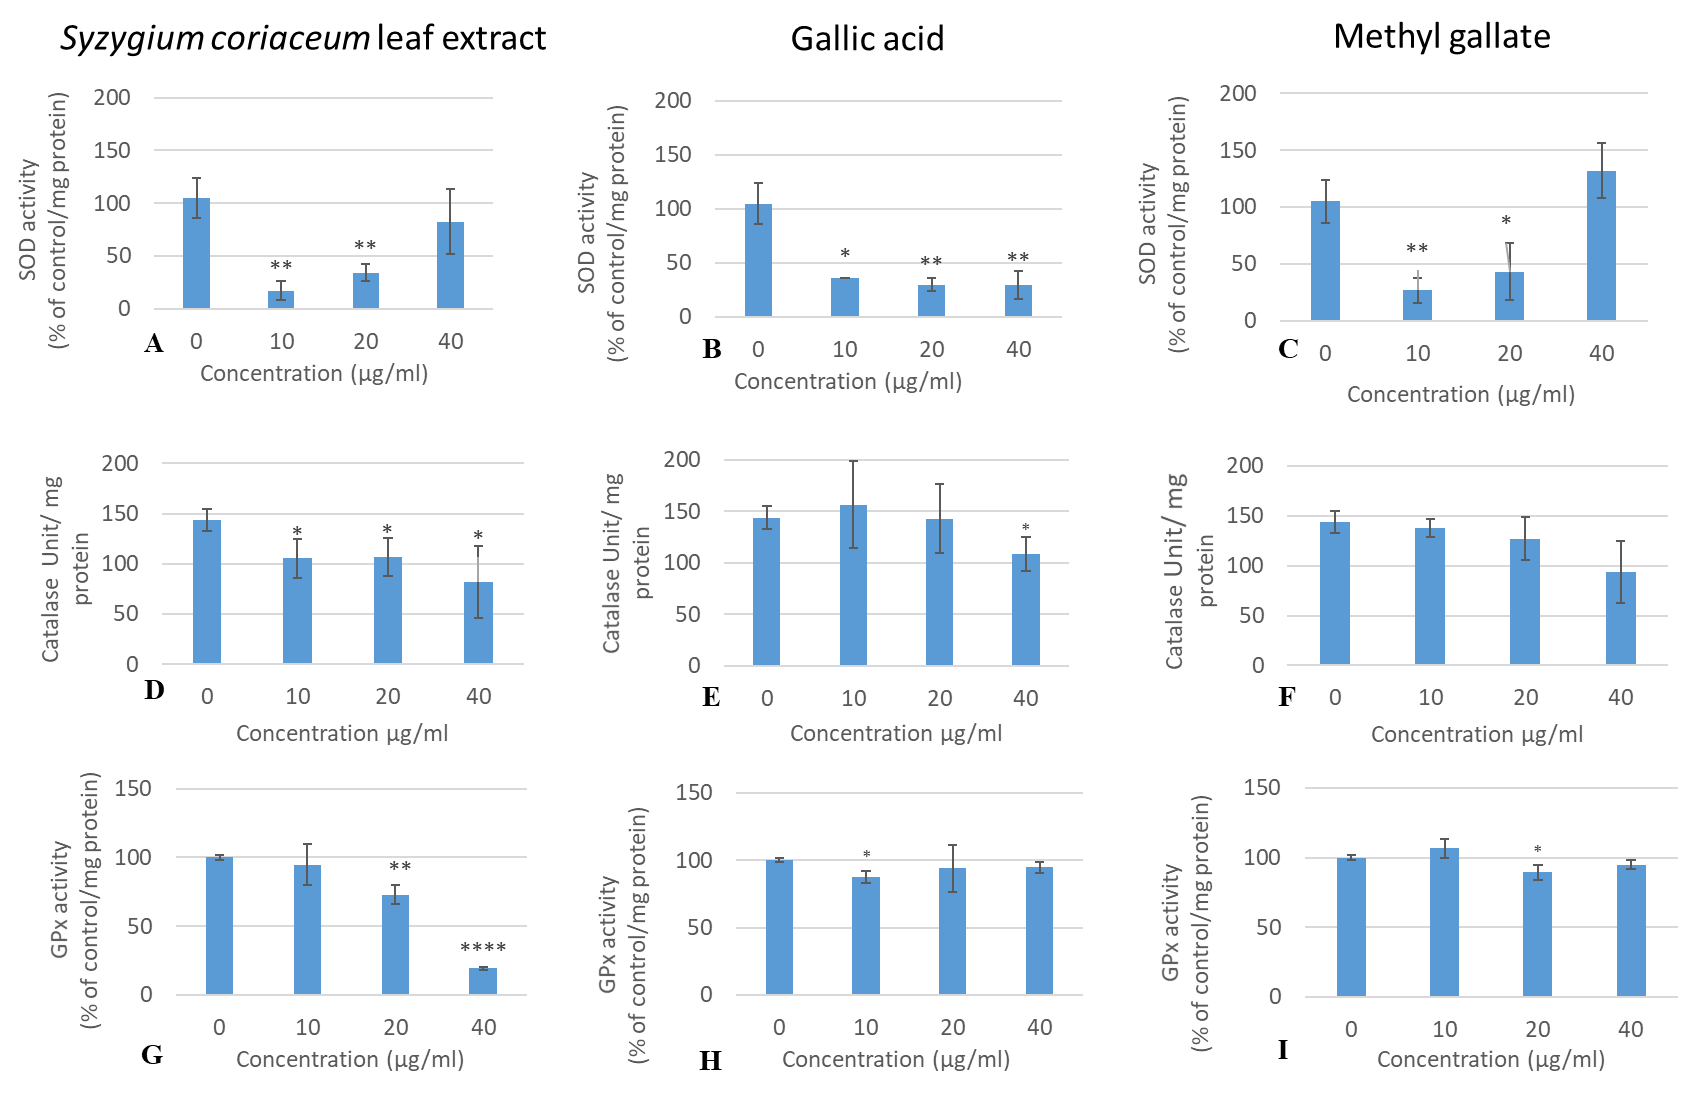 Syzygium coriaceum leaf extract
Gallic acid
Methyl gallate
SOD activity
(% of control/mg protein)
200
150
100
50
0
**
**
0 10 20 40
A
Concentration (µg/ml)
SOD activity
(% of control/mg protein)
200
150
100
50
0
*
**
**
0 10 20 40
B
Concentration (µg/ml)
SOD activity
(% of control/mg protein)
200
150
100
50
0
**
*
0 10 20 40
C
Concentration (µg/ml)
Catalase Unit/ mg
protein
200
150
100
50
0
*
*
*
0 10 20 40
D
Concentration µg/ml
Catalase Unit/ mg
protein
200
150
100
50
0
*
0 10 20 40
E
Concentration µg/ml
Catalase Unit/ mg
protein
200
150
100
50
0
0 10 20 40
F
Concentration µg/ml
GPx activity
(% of control/mg protein)
150
100
50
0
**
****
0 10 20 40
G
Concentration (µg/ml)
GPx activity
(% of control/mg protein)
150
100
50
0
*
0 10 20 40
H
Concentration (µg/ml)
GPx activity
(% of control/mg protein)
150
100
50
0
*
0 10 20 40
I
Concentration (µg/ml)